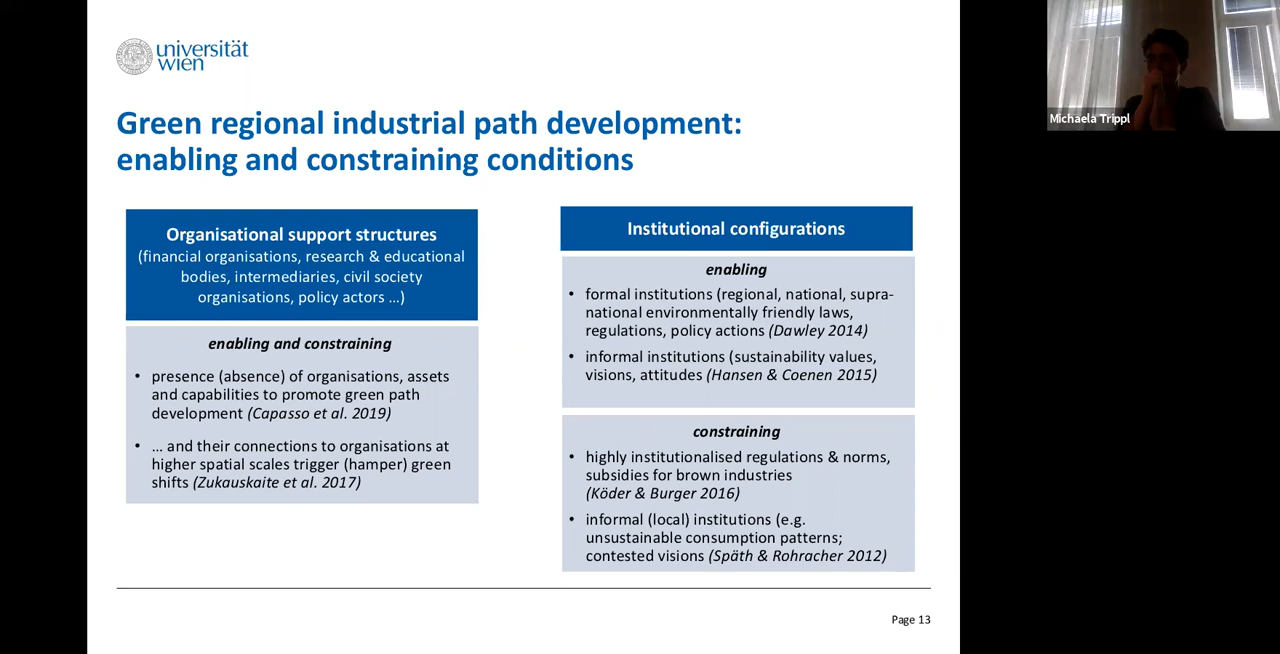 universität
wien
Green regional industrial path development:
enabling and constraining conditions
Organisational support structures
(financial organisations, research & educational
bodies, intermediaries, civil society
organisations, policy actors …)
enabling and constraining
• presence (absence) of organisations, assets
and capabilities to promote green path
development (Capasso et al. 2019)
• … and their connections to organisations at
higher spatial scales trigger (hamper) green
shifts (Zukauskaite et al. 2017)
Institutional configurations
enabling
• formal institutions (regional, national, supra-
national environmentally friendly laws,
regulations, policy actions (Dawley 2014)
• informal institutions (sustainability values,
visions, attitudes (Hansen & Coenen 2015)
constraining
• highly institutionalised regulations & norms,
subsidies for brown industries
(Köder & Burger 2016)
• informal (local) institutions (e.g.
unsustainable consumption patterns;
contested visions (Späth & Rohracher 2012)
Page 13
Michaela Trippl